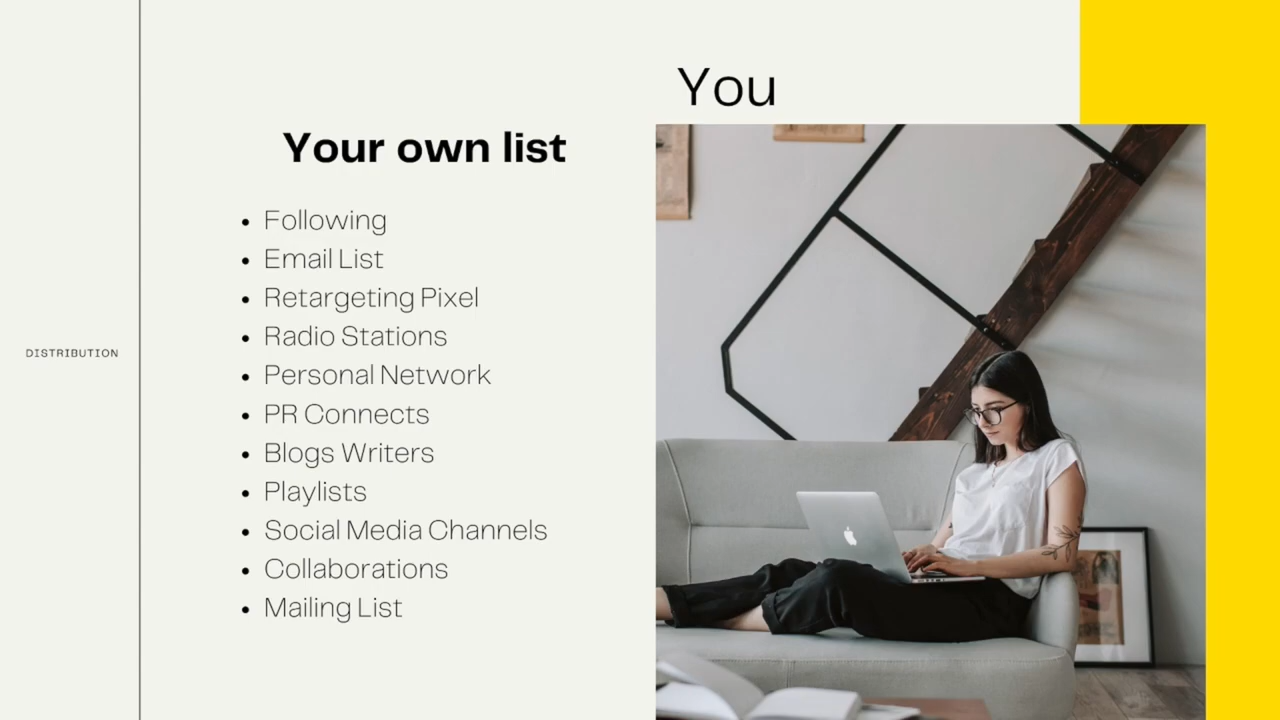 You
Your own list
Following
Email List
Retargeting Pixel
Radio Stations
Personal Network
DISTRIBUTION
PR Connects
Blogs Writers
Playlists
Social Media Channels
Collaborations
Mailing List